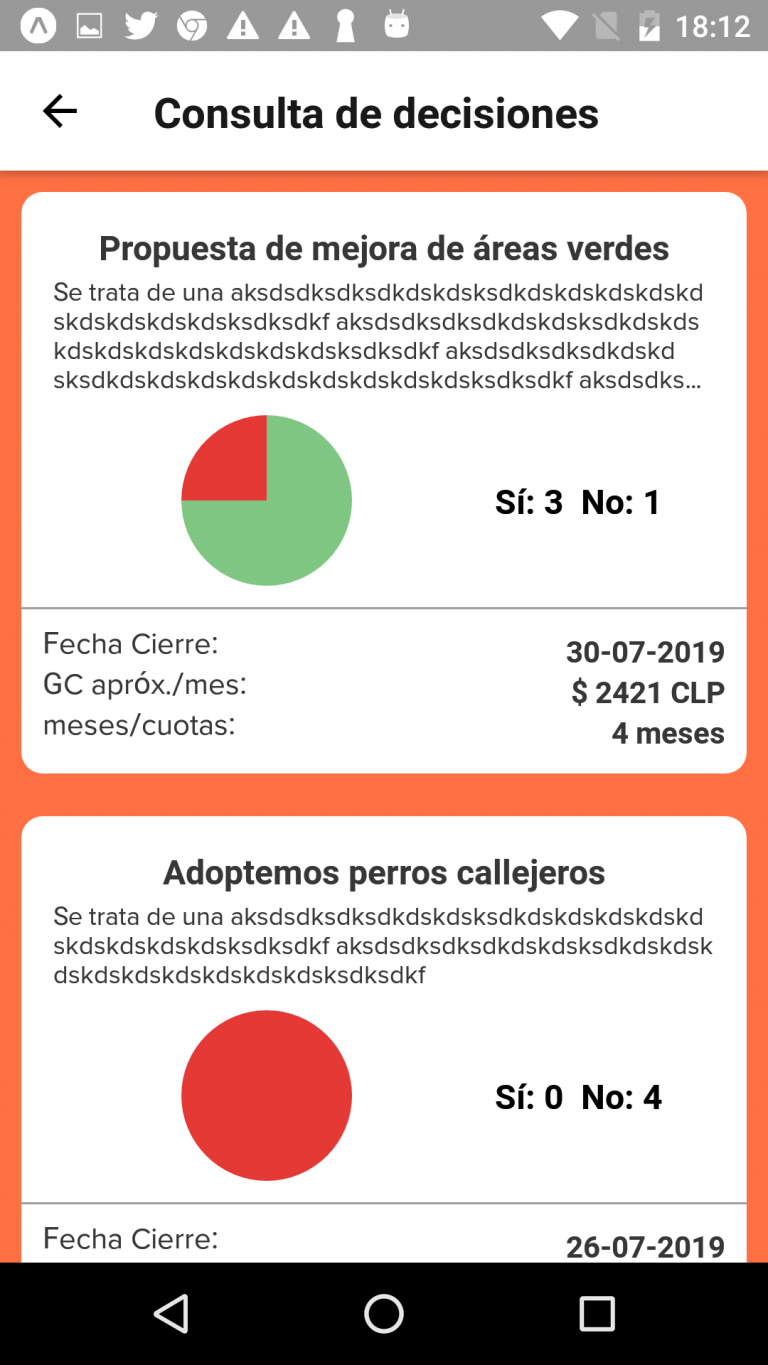 18:12
Consulta de decisiones
Propuesta de mejora de áreas verdes
Se trata de una aksdsdksdksdkdskdsksdkdskdskdskdskd
skdskdskdskdsksdksdkf aksdsdksdksdkdskdsksdkdskds
kdskdskdskdskdskdskdsksdksdkf aksdsdksdksdkdskd
sksdkdskdskdskdskdskdskdskdskdskdsksdksdkf aksdsdks...
Sí: 3 No: 1
Fecha Cierre:
30-07-2019
GC apróx./mes:
$ 2421 CLP
meses/cuotas:
4 meses
Adoptemos perros callejeros
Se trata de una aksdsdksdksdkdskdsksdkdskdskdskdskd
skdskdskdskdsksdksdkf aksdsdksdksdkdskdsksdkdskdsk
dskdskdskdskdskdskdskdsksdksdkf
Sí: 0 No: 4
Fecha Cierre:
26-07-2019